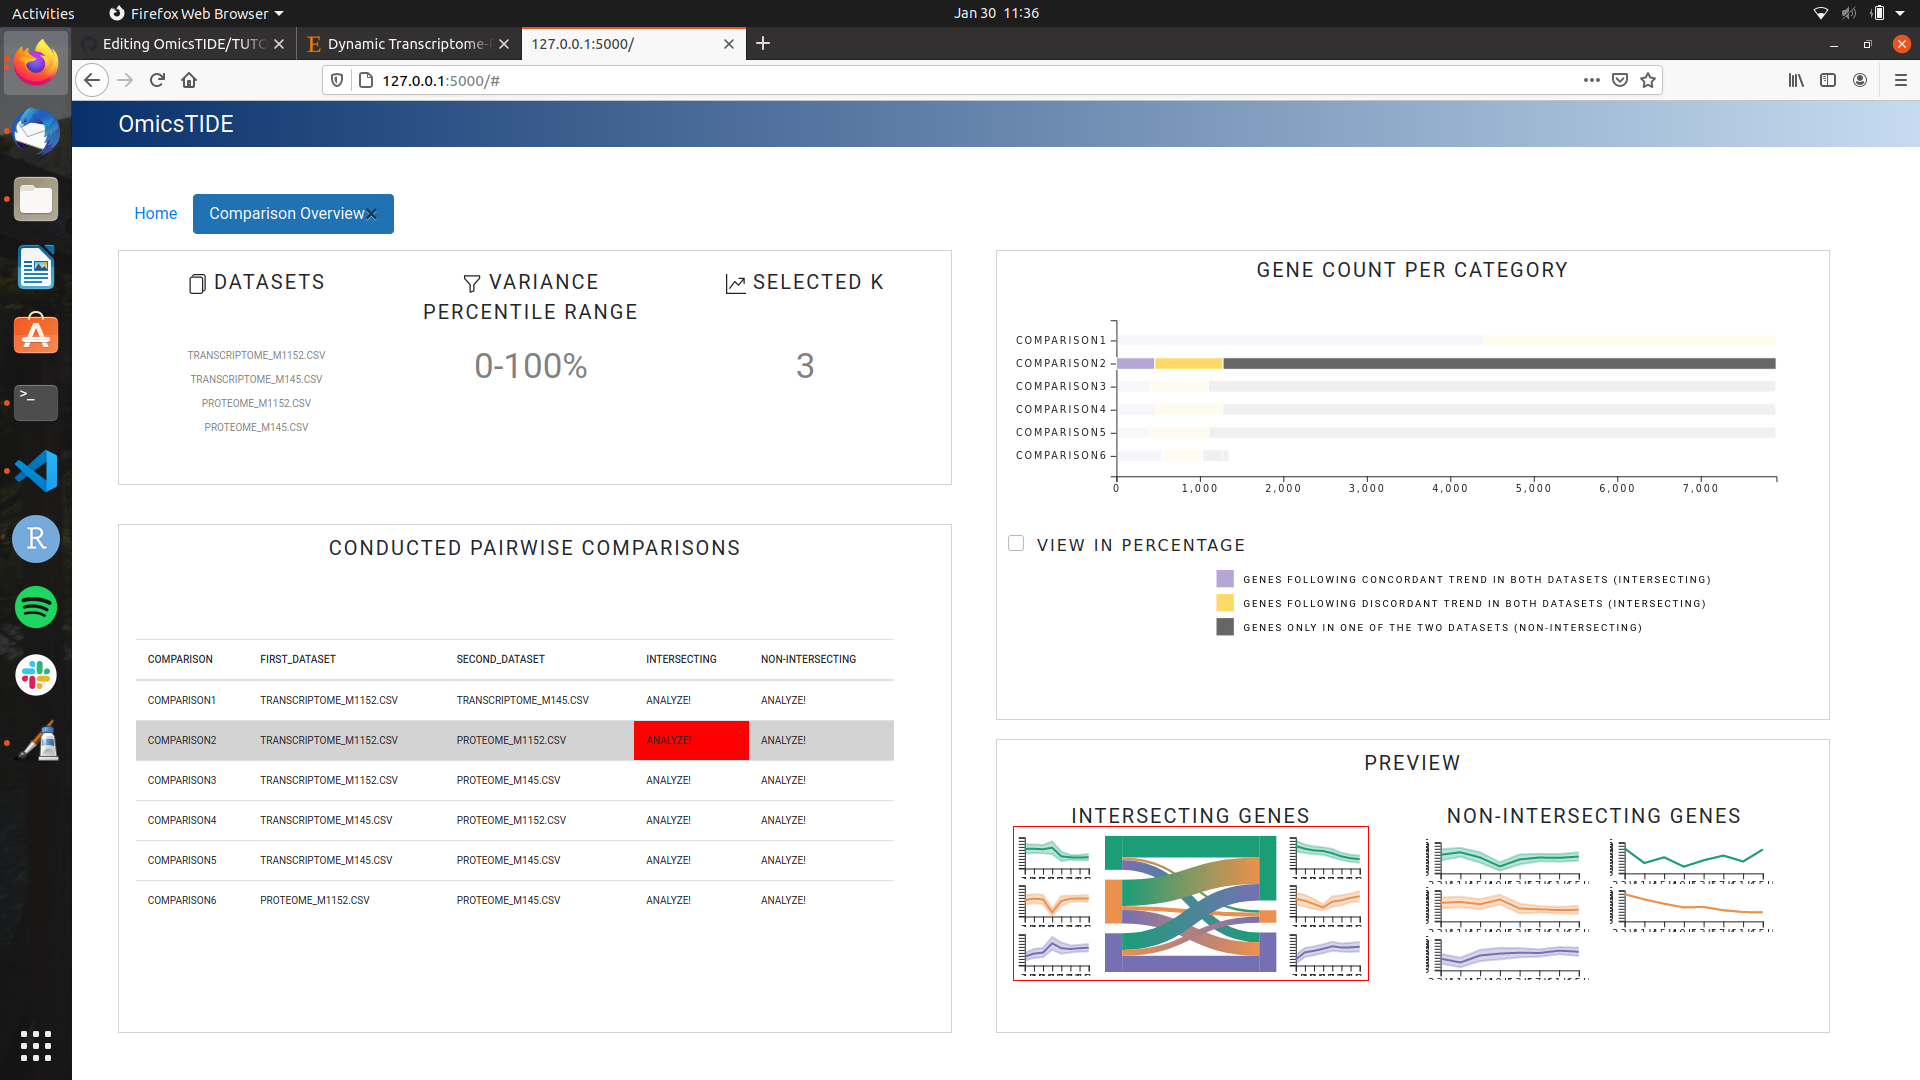 Activities
Firefox Web Browser
Jan 30 11:36
Editing OmicsTIDE/TUTO
Dynamic Transcriptome-
127.0.0.1:5000/
127.0.0.1:5000/#
OmicsTIDE
Home
Comparison Overview
DATASETS
TRANSCRIPTOME_M1152.CSV
TRANSCRIPTOME_M145.CSV
PROTEOME_M1152.CSV
PROTEOME_M145.CSV
VARIANCE
PERCENTILE RANGE
0-100%
SELECTED K
3
CONDUCTED PAIRWISE COMPARISONS
COMPARISON FIRST_DATASET SECOND_DATASET INTERSECTING NON-INTERSECTING
COMPARISON1 TRANSCRIPTOME_M1152.CSV TRANSCRIPTOME_M145.CSV ANALYZE! ANALYZE!
COMPARISON2 TRANSCRIPTOME_M1152.CSV PROTEOME_M1152.CSV ANALYZE! ANALYZE!
COMPARISON3 TRANSCRIPTOME_M1152.CSV PROTEOME_M145.CSV ANALYZE! ANALYZE!
COMPARISON4 TRANSCRIPTOME_M145.CSV PROTEOME_M1152.CSV ANALYZE! ANALYZE!
COMPARISON5 TRANSCRIPTOME_M145.CSV PROTEOME_M145.CSV ANALYZE! ANALYZE!
COMPARISON6 PROTEOME_M1152.CSV PROTEOME_M145.CSV ANALYZE! ANALYZE!
GENE COUNT PER CATEGORY
COMPARISON1
COMPARISON2
COMPARISON3
COMPARISON4
COMPARISON5
COMPARISON6
0 1,000 2,000 3,000 4,000 5,000 6,000 7,000
VIEW IN PERCENTAGE
GENES FOLLOWING CONCORDANT TREND IN BOTH DATASETS (INTERSECTING)
GENES FOLLOWING DISCORDANT TREND IN BOTH DATASETS (INTERSECTING)
GENES ONLY IN ONE OF THE TWO DATASETS (NON-INTERSECTING)
PREVIEW
INTERSECTING GENES
NON-INTERSECTING GENES